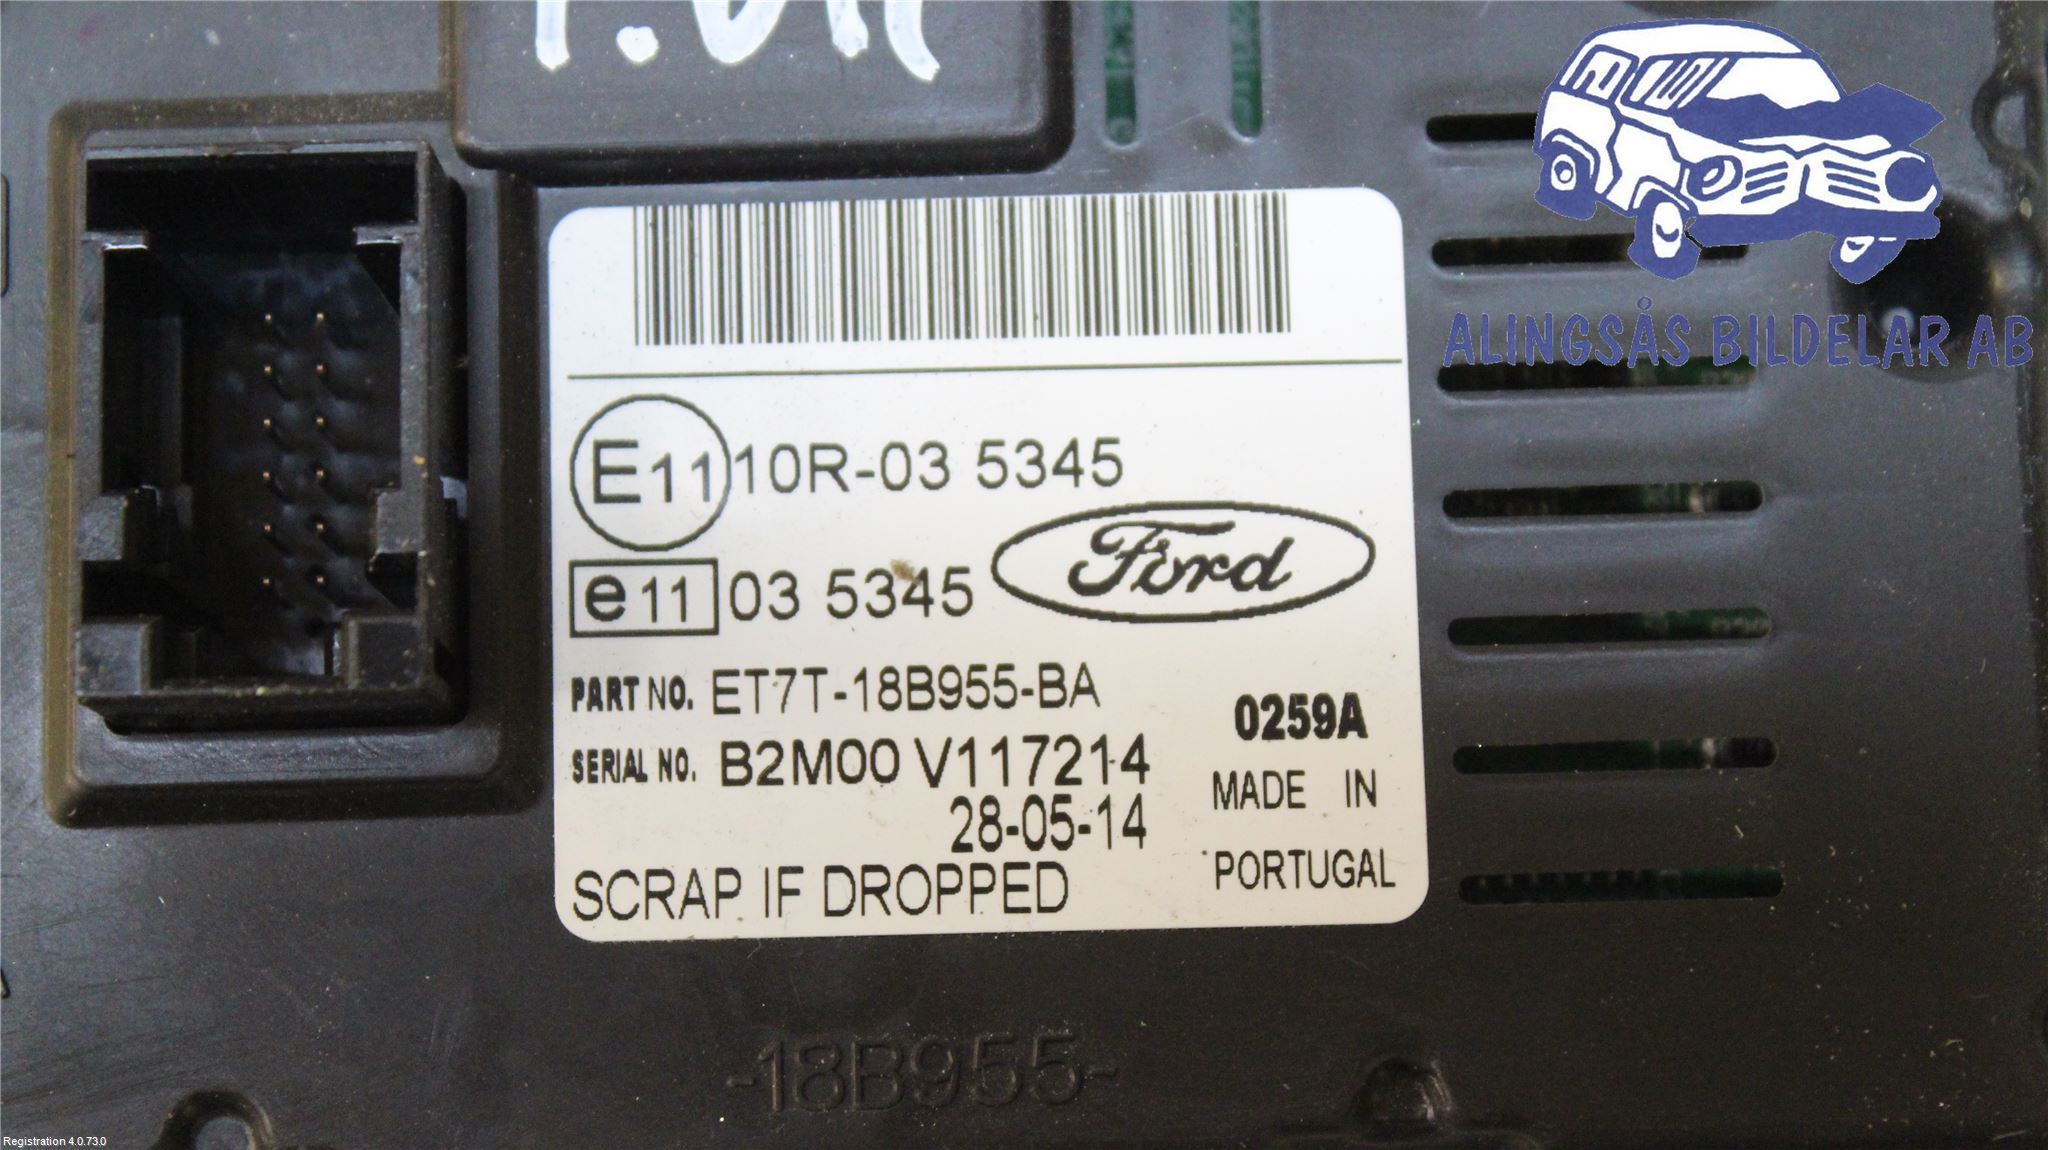 ALINGSÅS BILDELAR AB
E11 10R-03 5345
Ford
e11 03 5345
PART NO. ET7T-18B955-BA
0259A
SERIAL NO. B2M00 V117214
28-05-14
MADE IN
PORTUGAL
SCRAP IF DROPPED
-18B955-
Registration 4.0.73.0